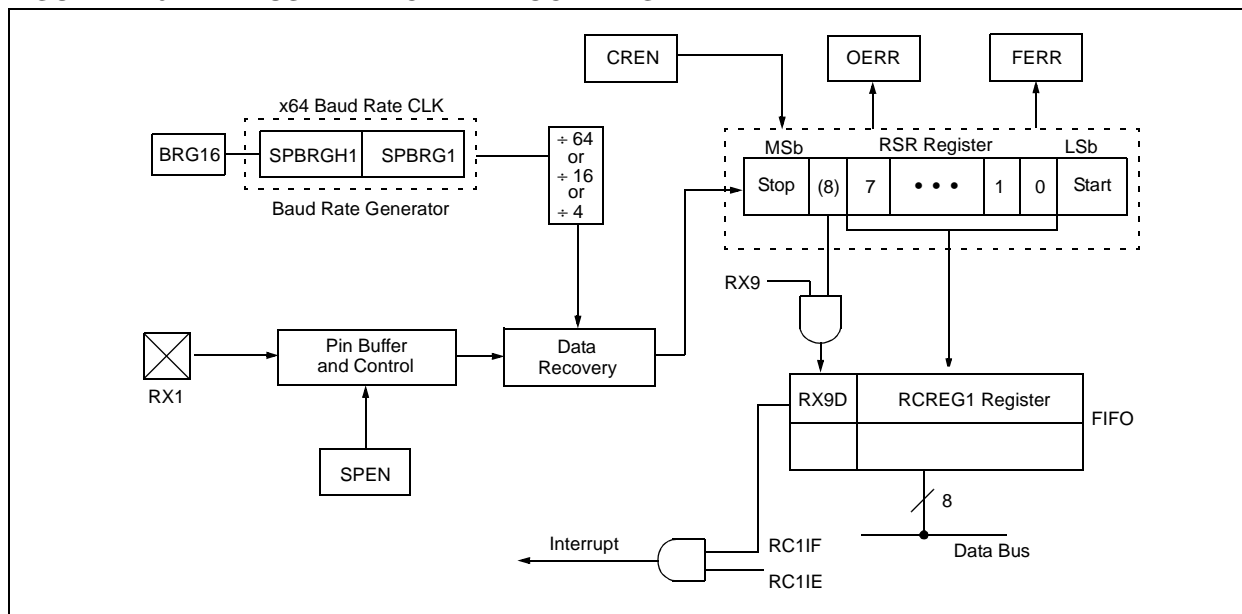 CREN
OERR
FERR
x64 Baud Rate CLK
BRG16
SPBRGH1
SPBRG1
Baud Rate Generator
÷ 64
or
÷ 16
or
÷ 4
MSb
RSR Register
LSb
Stop
(8)
7
• • •
1
0
Start
RX9
RX1
Pin Buffer
and Control
Data
Recovery
SPEN
RX9D
RCREG1 Register
FIFO
8
Data Bus
Interrupt
RC1IF
RC1IE